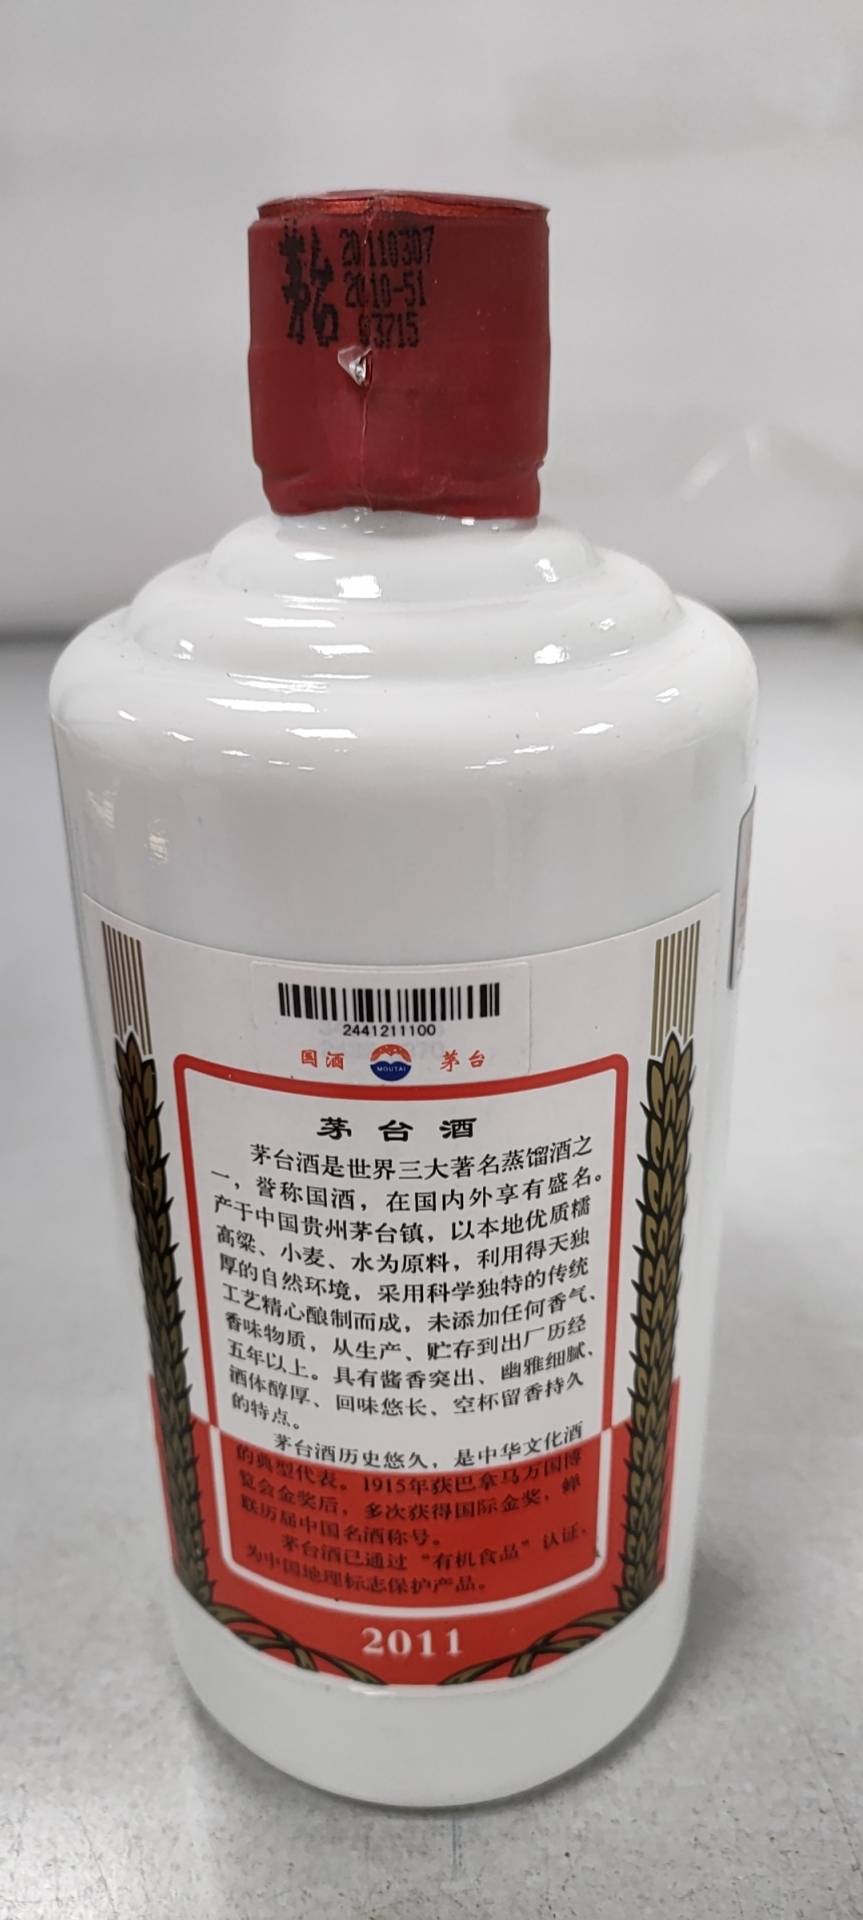 茅台
20110307
2010-51
03715
2441211100
国酒
MOUTAI
茅台
茅台酒
茅台酒是世界三大著名蒸馏酒之
一，誉称国酒，在国内外享有盛名。
产于中国贵州茅台镇，以本地优质糯
高粱、小麦、水为原料，利用得天独
厚的自然环境，采用科学独特的传统
工艺精心酿制而成，未添加任何香气、
香味物质，从生产、贮存到出厂历经
五年以上。具有酱香突出、幽雅细腻、
酒体醇厚、回味悠长、空杯留香持久
的特点。
茅台酒历史悠久，是中华文化酒
的典型代表。1915年获巴拿马万国博
览会金奖后，多次获得国际金奖，蝉
联历届中国名酒称号。
茅台酒已通过“有机食品”认证，
为中国地理标志保护产品。
2011